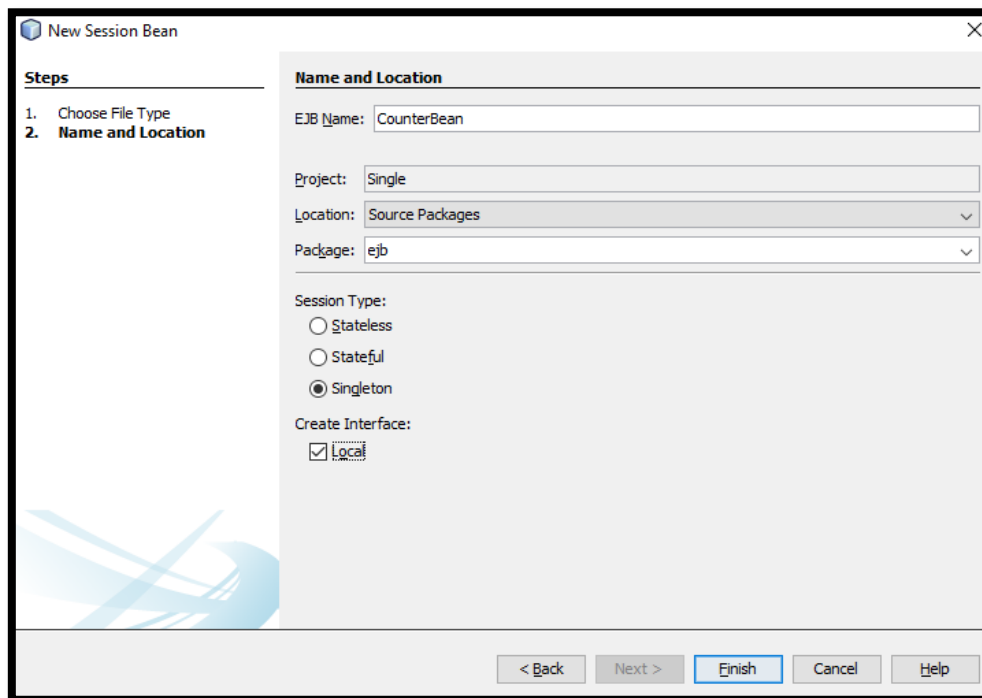 New Session Bean
Steps
1. Choose File Type
2. Name and Location
Name and Location
EJB Name: CounterBean
Project: Single
Location: Source Packages
Package: ejb
Session Type:
Stateless
Stateful
Singleton
Create Interface:
Local
< Back Next > Finish Cancel Help